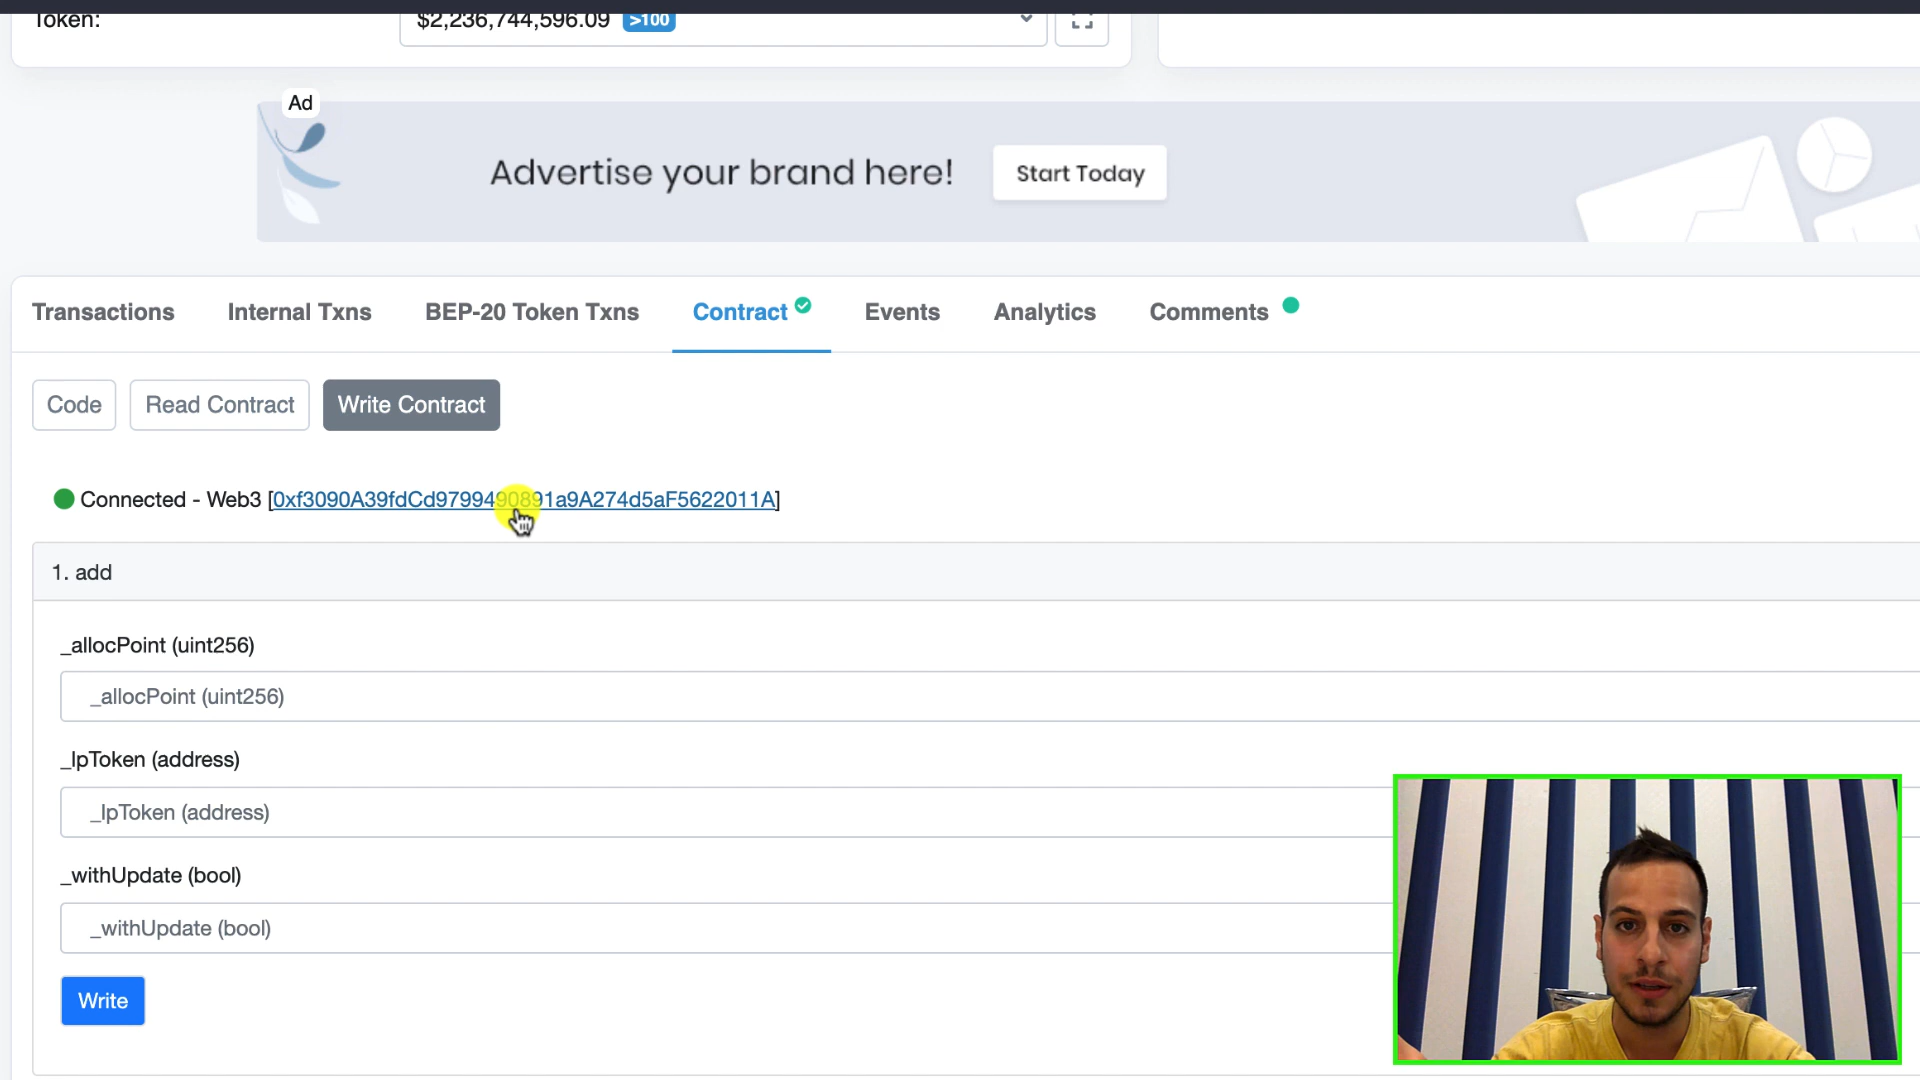 Token:
$2,236,744,596.09 >100
Ad
Advertise your brand here! Start Today
Transactions Internal Txns BEP-20 Token Txns Contract Events Analytics Comments
Code Read Contract Write Contract
Connected - Web3 [0xf3090A39fdCd9799490891a9A274d5aF5622011A]
1. add
_allocPoint (uint256)
_allocPoint (uint256)
_lpToken (address)
_lpToken (address)
_withUpdate (bool)
_withUpdate (bool)
Write